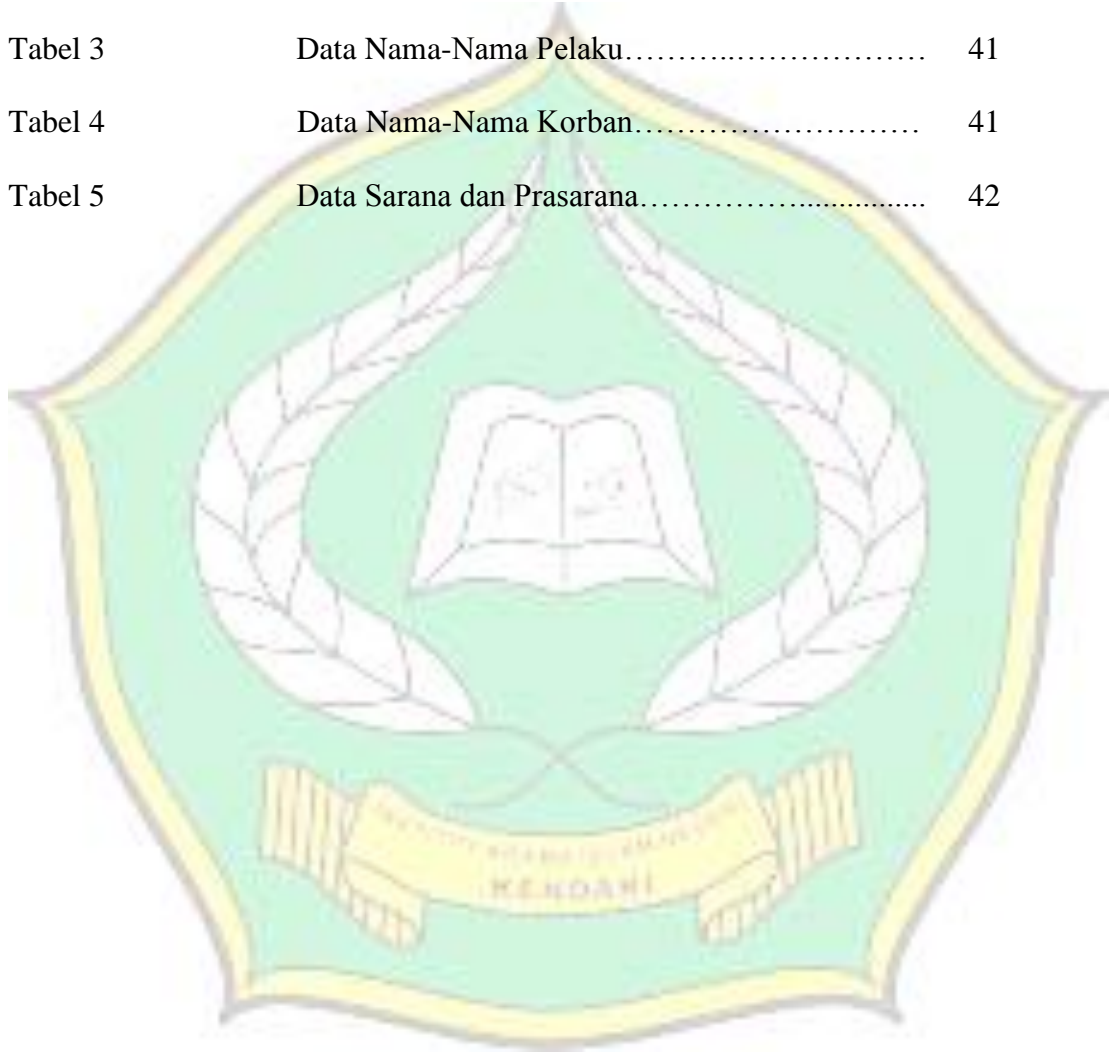 Tabel 3 Data Nama-Nama Pelaku………...……………… 41
Tabel 4 Data Nama-Nama Korban……………………… 41
Tabel 5 Data Sarana dan Prasarana……………................ 42
KENDARI